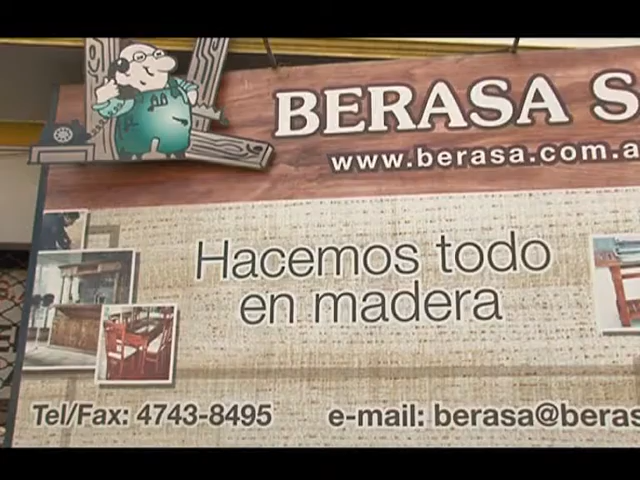 BERASA S
www.berasa.com.a
Hacemos todo
en madera
Tel/Fax: 4743-8495
e-mail: berasa@beras